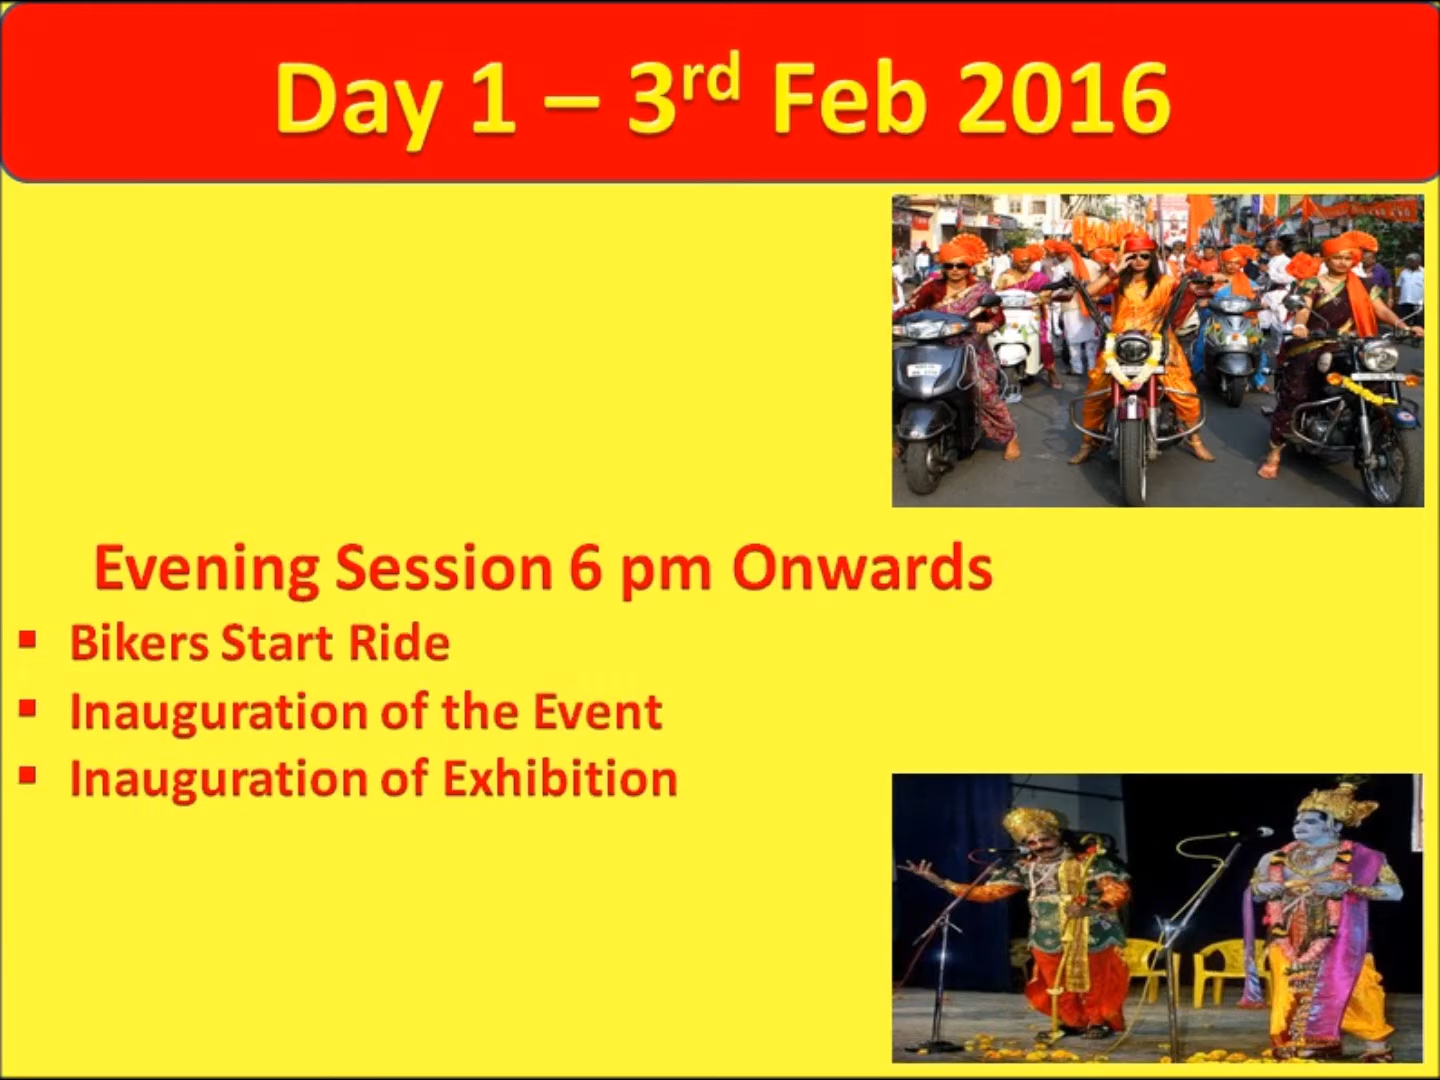 Day 1 – 3rd Feb 2016
Evening Session 6 pm Onwards
▪ Bikers Start Ride
▪ Inauguration of the Event
▪ Inauguration of Exhibition